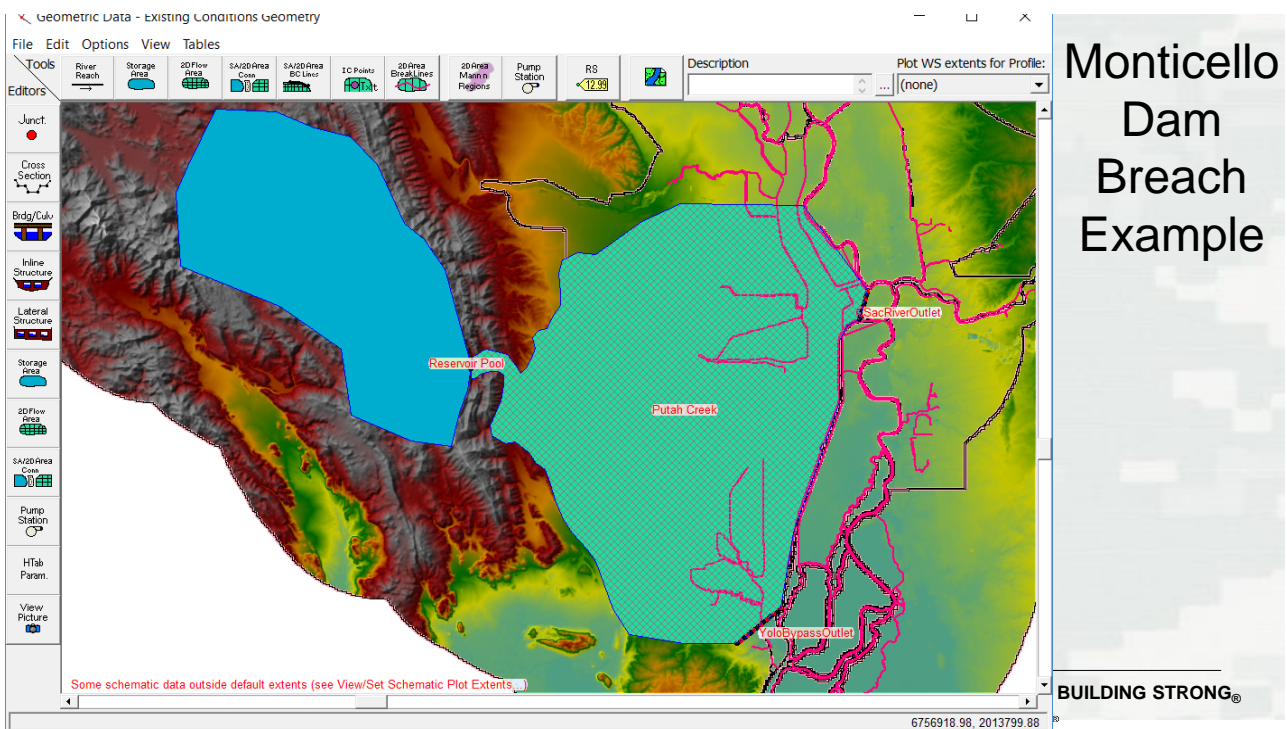 Geometric Data - Existing Conditions Geometry
File Edit Options View Tables
Tools
Editors
River
Reach
Storage
Area
2D Flow
Area
SA/2D Area
Conn
SA/2D Area
BC Lines
IC Points
2D Area
BreakLines
2D Area
Mann n
Regions
Pump
Station
RS
12.99
Description
...
Plot WS extents for Profile:
(none)
Junct.
Cross
Section
Brdg/Culv
Inline
Structure
Lateral
Structure
Storage
Area
2D Flow
Area
SA/2D Area
Conn
Pump
Station
HTab
Param.
View
Picture
SacRiverOutlet
Reservoir Pool
Putah Creek
YoloBypassOutlet
Some schematic data outside default extents (see View/Set Schematic Plot Extents...)
6756918.98, 2013799.88
Monticello
Dam
Breach
Example
BUILDING STRONG®
®